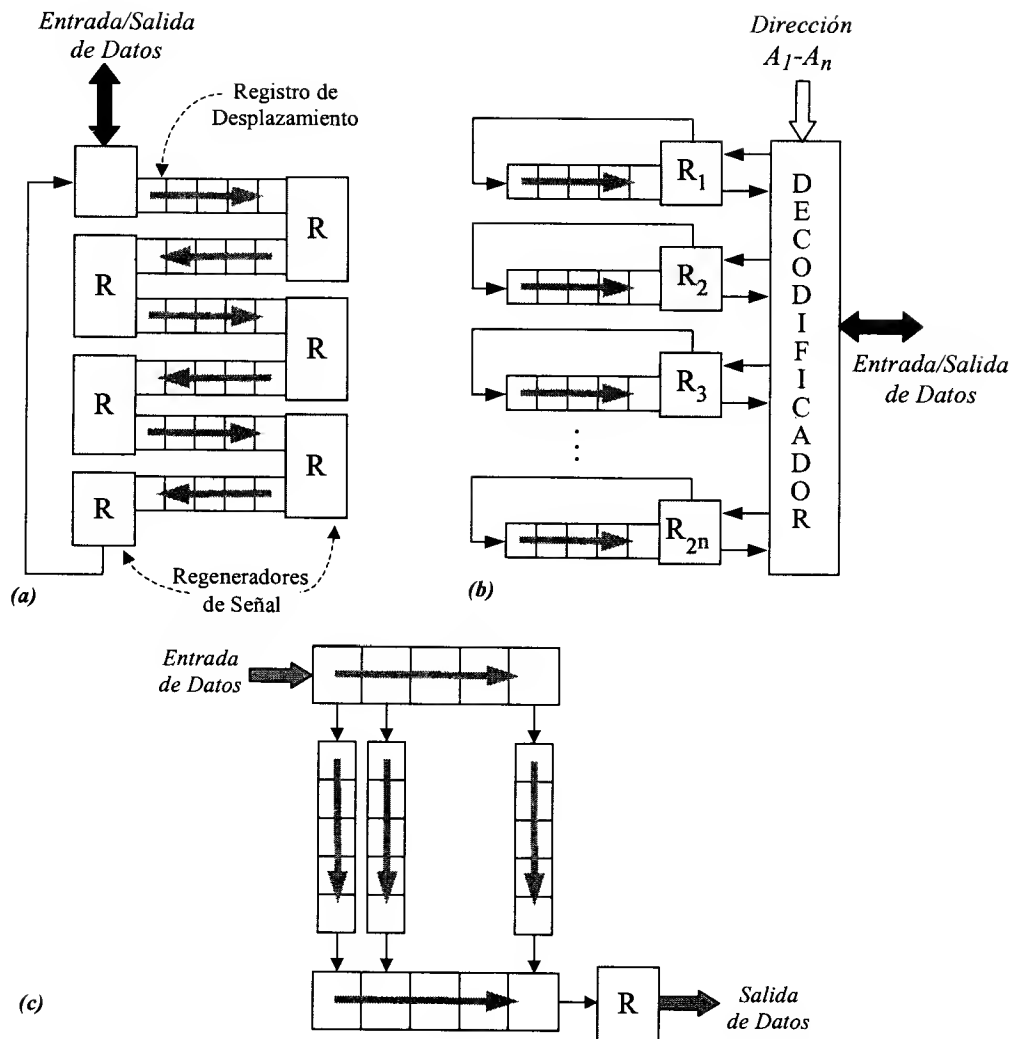 Entrada/Salida
de Datos
Registro de
Desplazamiento
R
R
R
R
R
R
Regeneradores
de Señal
(a)
Dirección
A1-An
R1
R2
R3
⋮
R2n
DECODIFICADOR
Entrada/Salida
de Datos
(b)
Entrada
de Datos
R
Salida
de Datos
(c)